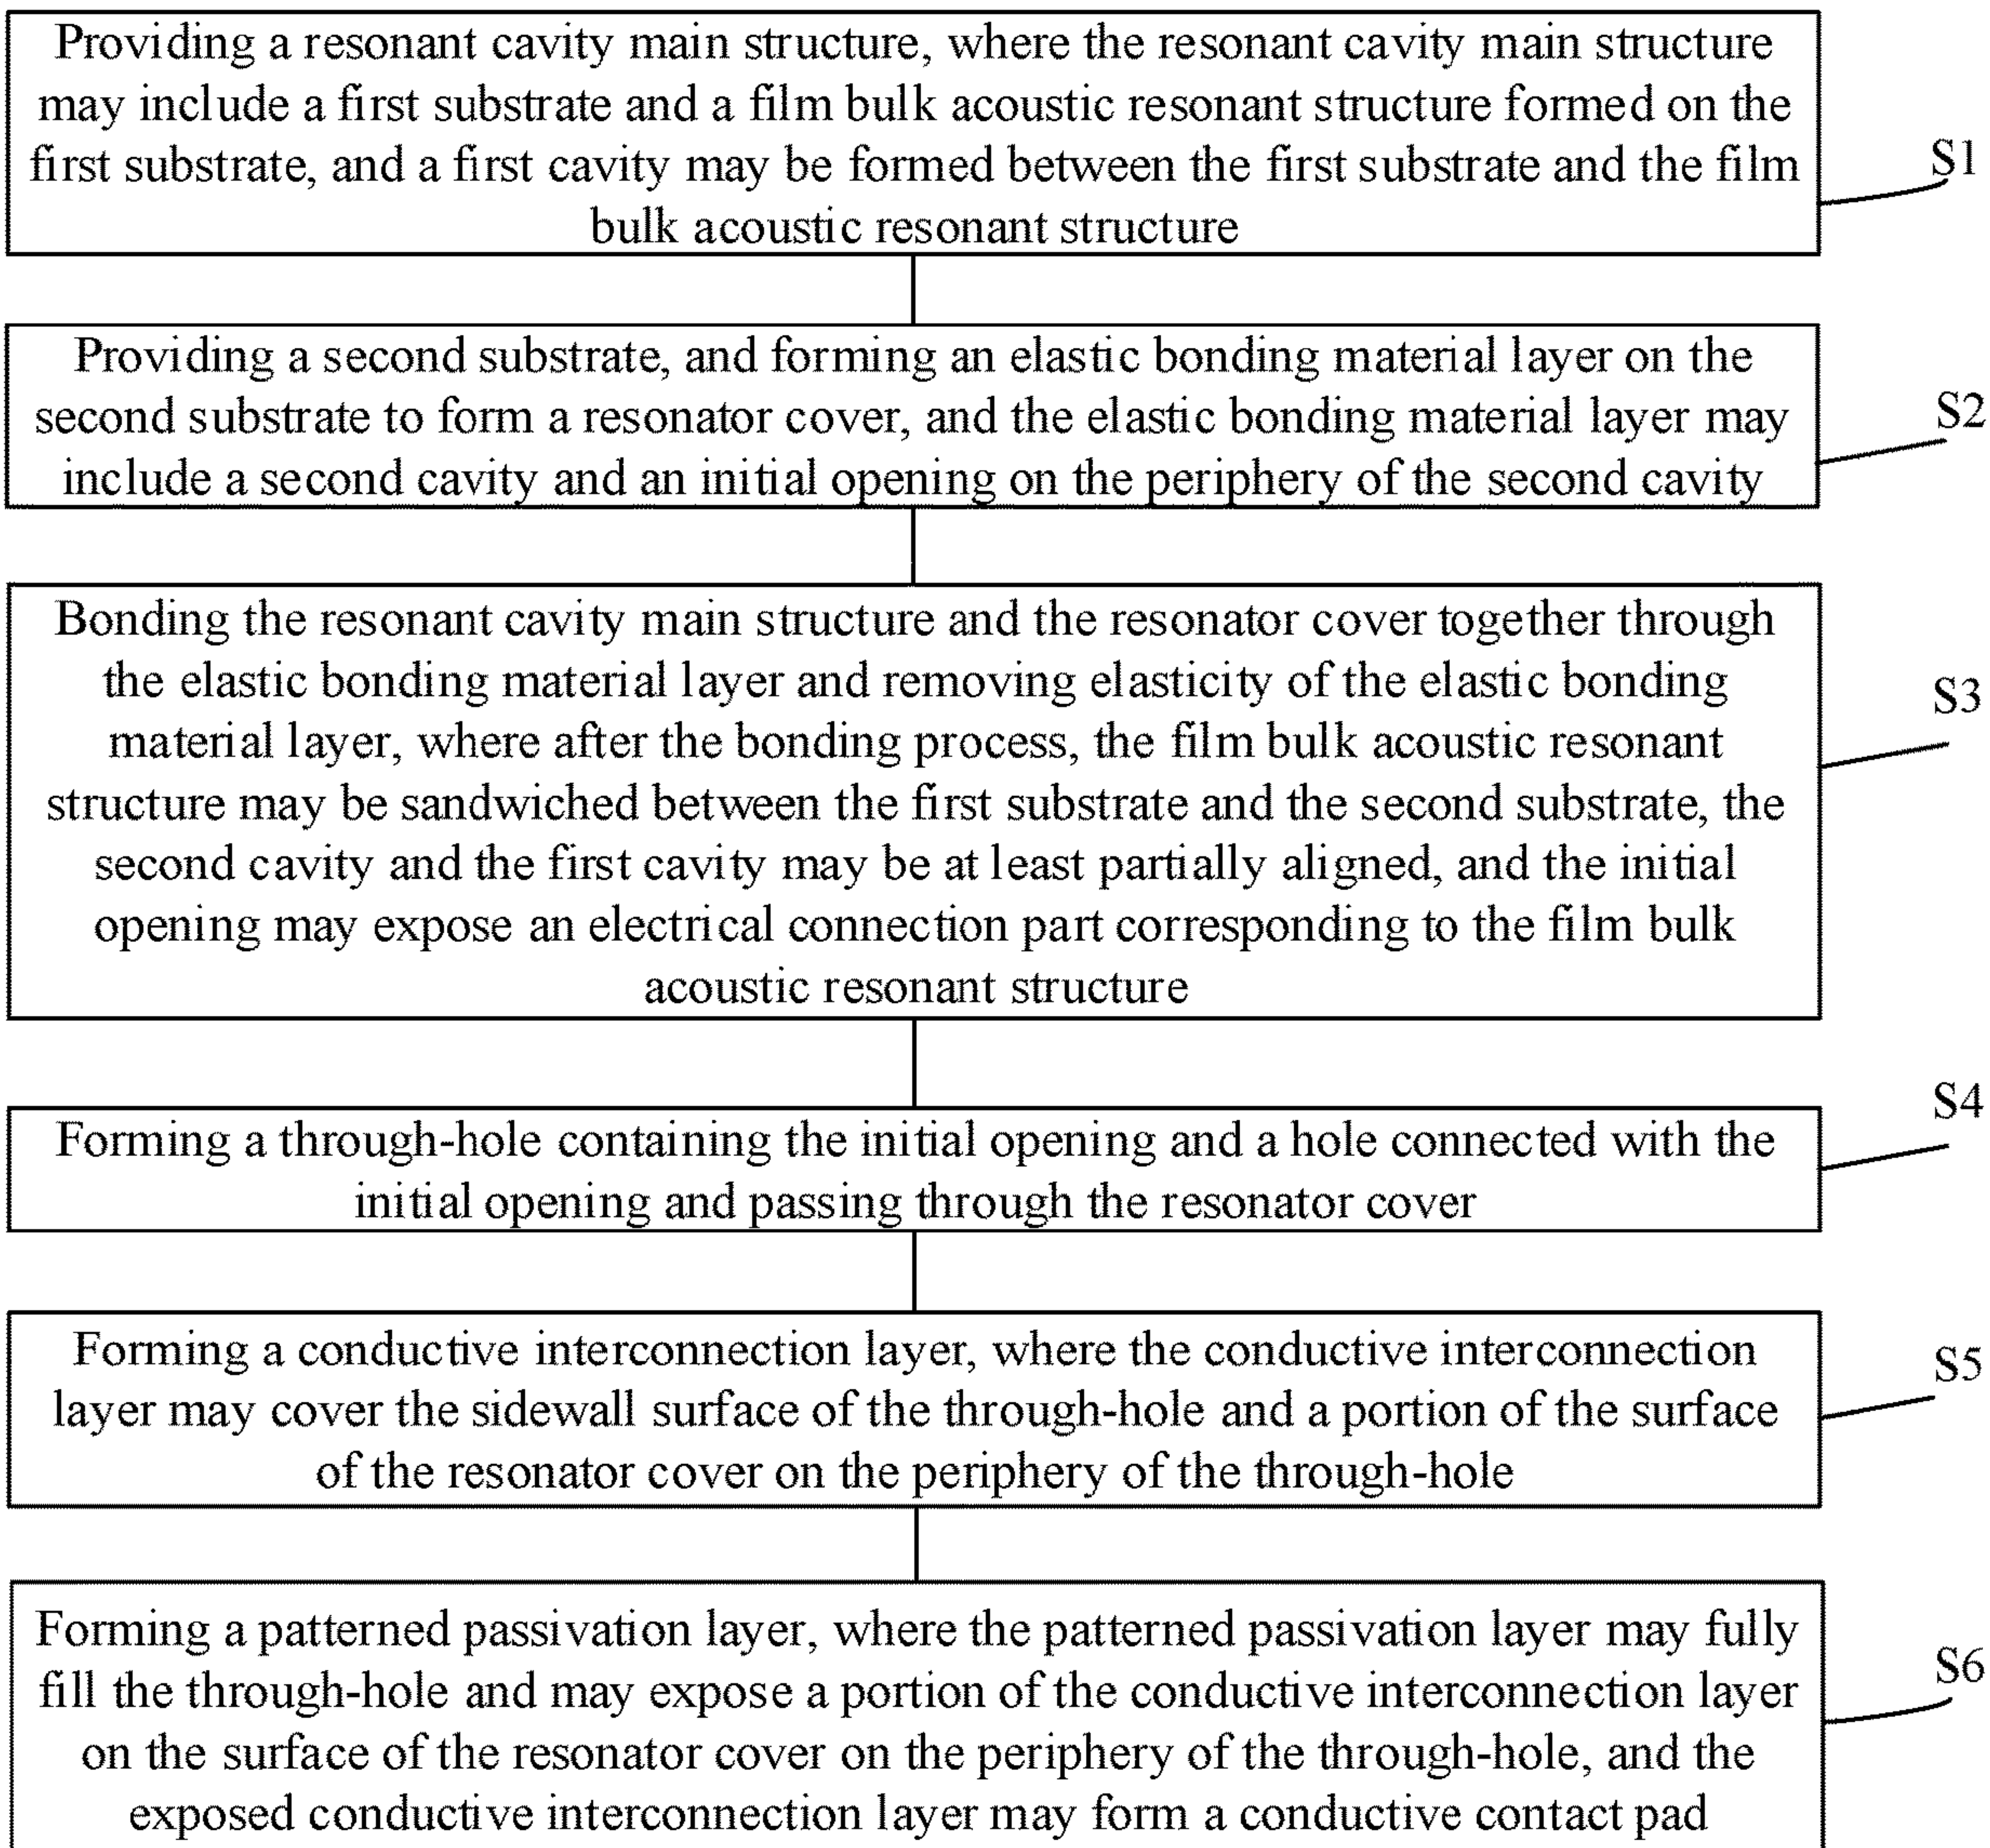 Providing a resonant cavity main structure, where the resonant cavity main structure
may include a first substrate and a film bulk acoustic resonant structure formed on the
first substrate, and a first cavity may be formed between the first substrate and the film
bulk acoustic resonant structure
S1
Providing a second substrate, and forming an elastic bonding material layer on the
second substrate to form a resonator cover, and the elastic bonding material layer may
include a second cavity and an initial opening on the periphery of the second cavity
S2
Bonding the resonant cavity main structure and the resonator cover together through
the elastic bonding material layer and removing elasticity of the elastic bonding
material layer, where after the bonding process, the film bulk acoustic resonant
structure may be sandwiched between the first substrate and the second substrate, the
second cavity and the first cavity may be at least partially aligned, and the initial
opening may expose an electrical connection part corresponding to the film bulk
acoustic resonant structure
S3
Forming a through-hole containing the initial opening and a hole connected with the
initial opening and passing through the resonator cover
S4
Forming a conductive interconnection layer, where the conductive interconnection
layer may cover the sidewall surface of the through-hole and a portion of the surface
of the resonator cover on the periphery of the through-hole
S5
Forming a patterned passivation layer, where the patterned passivation layer may fully
fill the through-hole and may expose a portion of the conductive interconnection layer
on the surface of the resonator cover on the periphery of the through-hole, and the
exposed conductive interconnection layer may form a conductive contact pad
S6